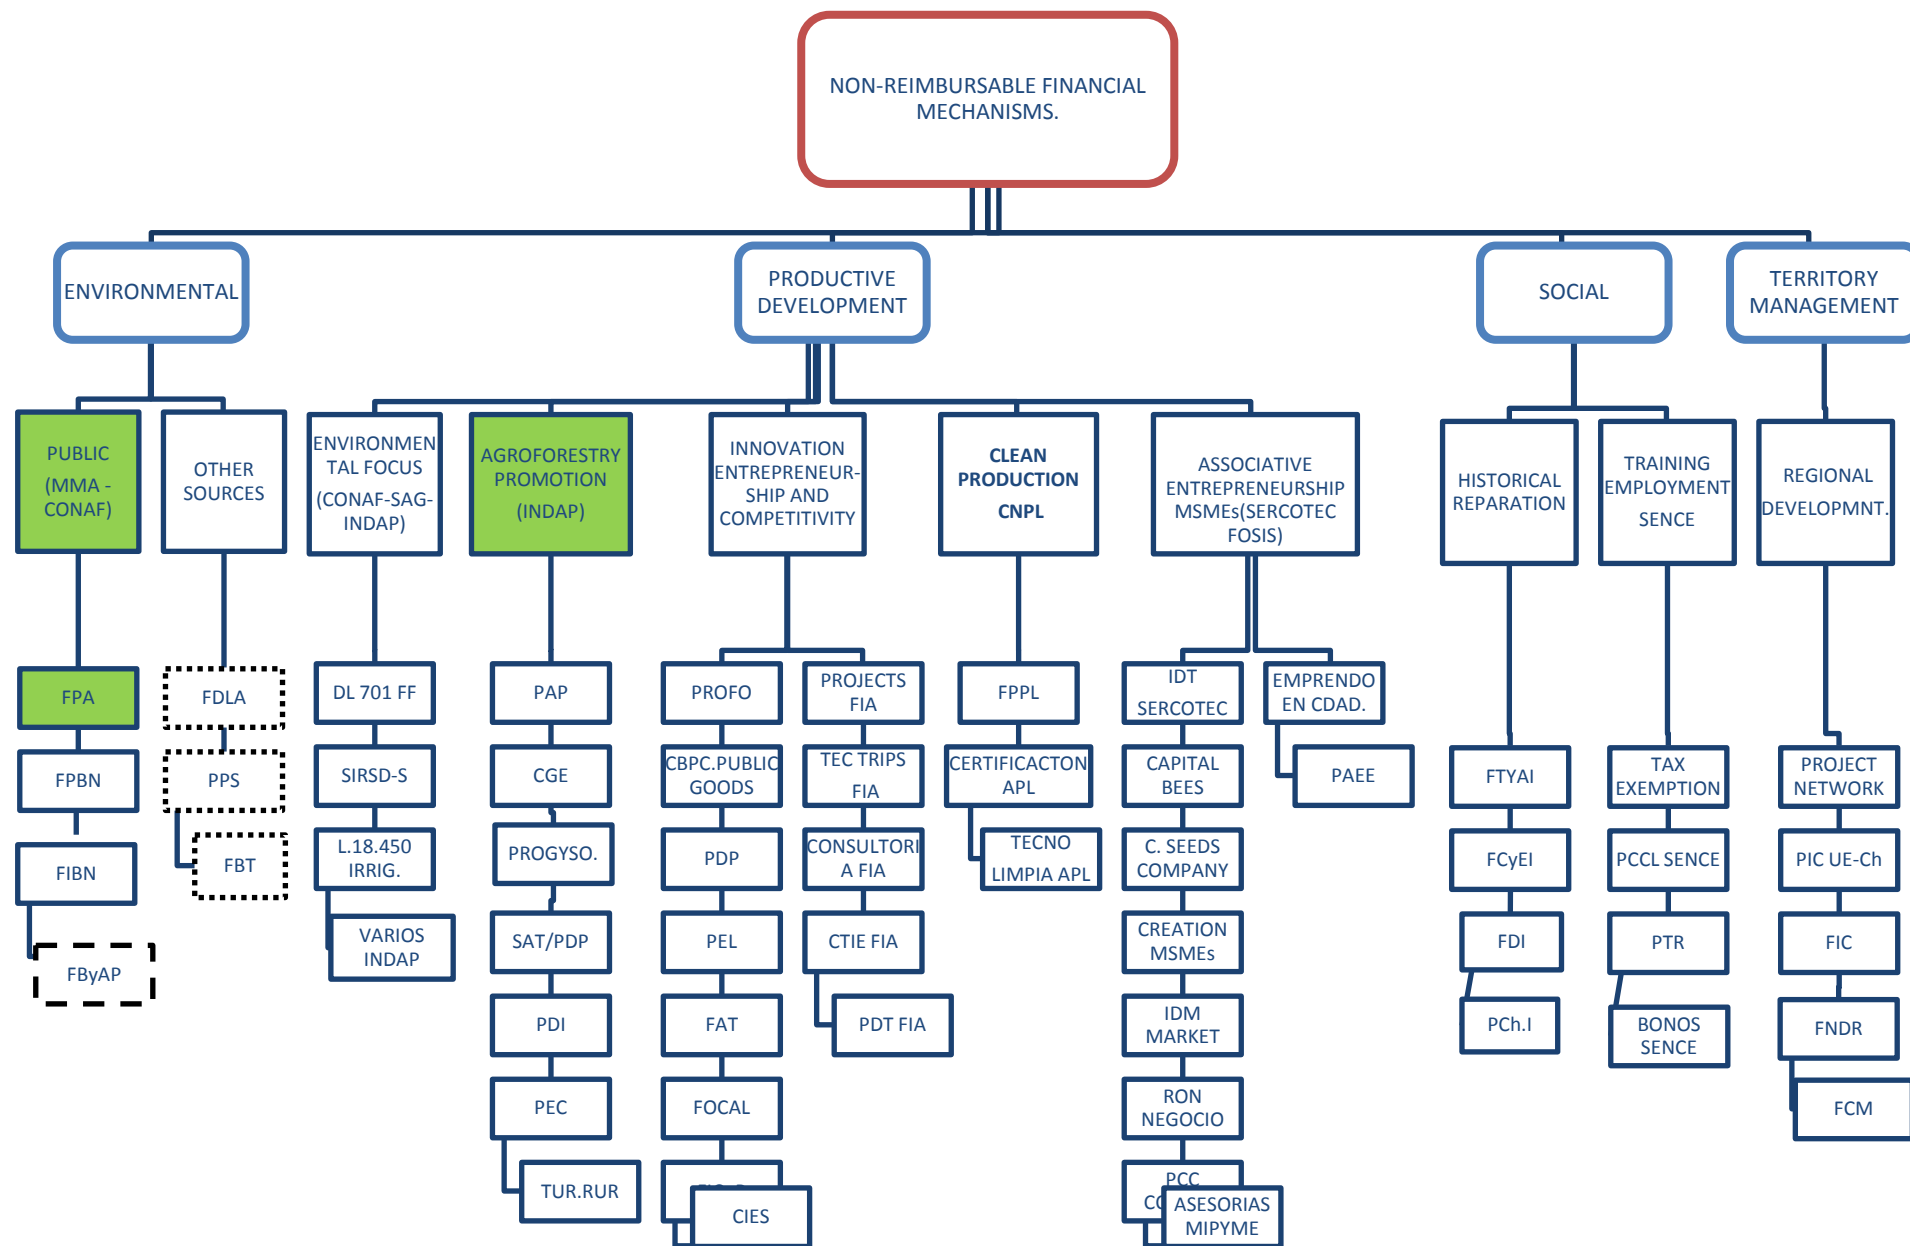 NON-REIMBURSABLE FINANCIAL
MECHANISMS.
ENVIRONMENTAL
PRODUCTIVE
DEVELOPMENT
SOCIAL
TERRITORY
MANAGEMENT
PUBLIC
(MMA -
CONAF)
OTHER
SOURCES
ENVIRONMEN
TAL FOCUS
(CONAF-SAG-
INDAP)
AGROFORESTRY
PROMOTION
(INDAP)
INNOVATION
ENTREPRENEUR-
SHIP AND
COMPETITIVITY
CLEAN
PRODUCTION
CNPL
ASSOCIATIVE
ENTREPRENEURSHIP
MSMEs(SERCOTEC
FOSIS)
HISTORICAL
REPARATION
TRAINING
EMPLOYMENT
SENCE
REGIONAL
DEVELOPMNT.
FPA
FPBN
FIBN
FByAP
FDLA
PPS
FBT
DL 701 FF
SIRSD-S
L.18.450
IRRIG.
VARIOS
INDAP
PAP
CGE
PROGYSO.
SAT/PDP
PDI
PEC
TUR.RUR
PROFO
CBPC.PUBLIC
GOODS
PDP
PEL
FAT
FOCAL
CIES
PROJECTS
FIA
TEC TRIPS
FIA
CONSULTORI
A FIA
CTIE FIA
PDT FIA
FPPL
CERTIFICACTON
APL
TECNO
LIMPIA APL
IDT
SERCOTEC
CAPITAL
BEES
C. SEEDS
COMPANY
CREATION
MSMEs
IDM
MARKET
RON
NEGOCIO
PCC
ASESORIAS
MIPYME
EMPRENDO
EN CDAD.
PAEE
FTYAI
FCyEI
FDI
PCh.I
TAX
EXEMPTION
PCCL SENCE
PTR
BONOS
SENCE
PROJECT
NETWORK
PIC UE-Ch
FIC
FNDR
FCM